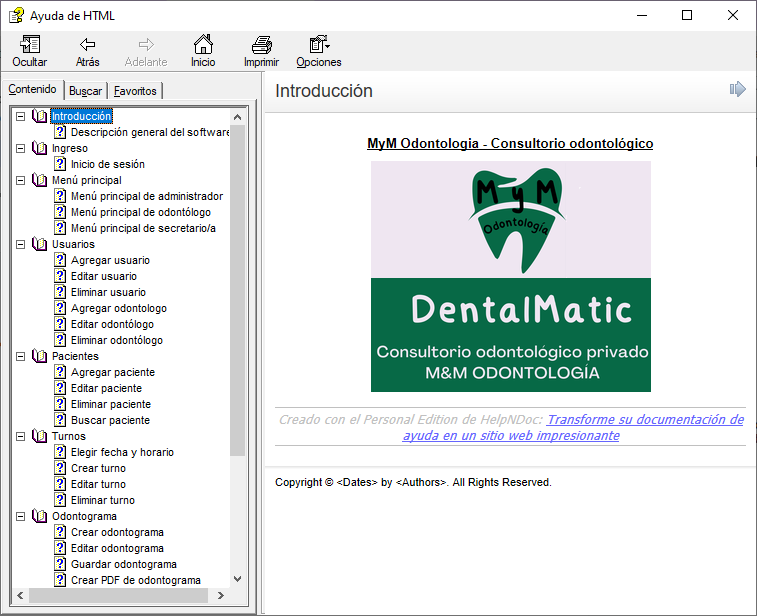 Ayuda de HTML
Ocultar Atrás Adelante Inicio Imprimir Opciones
Contenido Buscar Favoritos
Introducción
Descripción general del software
Ingreso
Inicio de sesión
Menú principal
Menú principal de administrador
Menú principal de odontólogo
Menú principal de secretario/a
Usuarios
Agregar usuario
Editar usuario
Eliminar usuario
Agregar odontologo
Editar odontólogo
Eliminar odontólogo
Pacientes
Agregar paciente
Editar paciente
Eliminar paciente
Buscar paciente
Turnos
Elegir fecha y horario
Crear turno
Editar turno
Eliminar turno
Odontograma
Crear odontograma
Editar odontograma
Guardar odontograma
Crear PDF de odontograma
Introducción
MyM Odontologia - Consultorio odontológico
MyM
Odontología
DentalMatic
Consultorio odontológico privado
M&M ODONTOLOGÍA
Creado con el Personal Edition de HelpNDoc: Transforme su documentación de
ayuda en un sitio web impresionante
Copyright © <Dates> by <Authors>. All Rights Reserved.